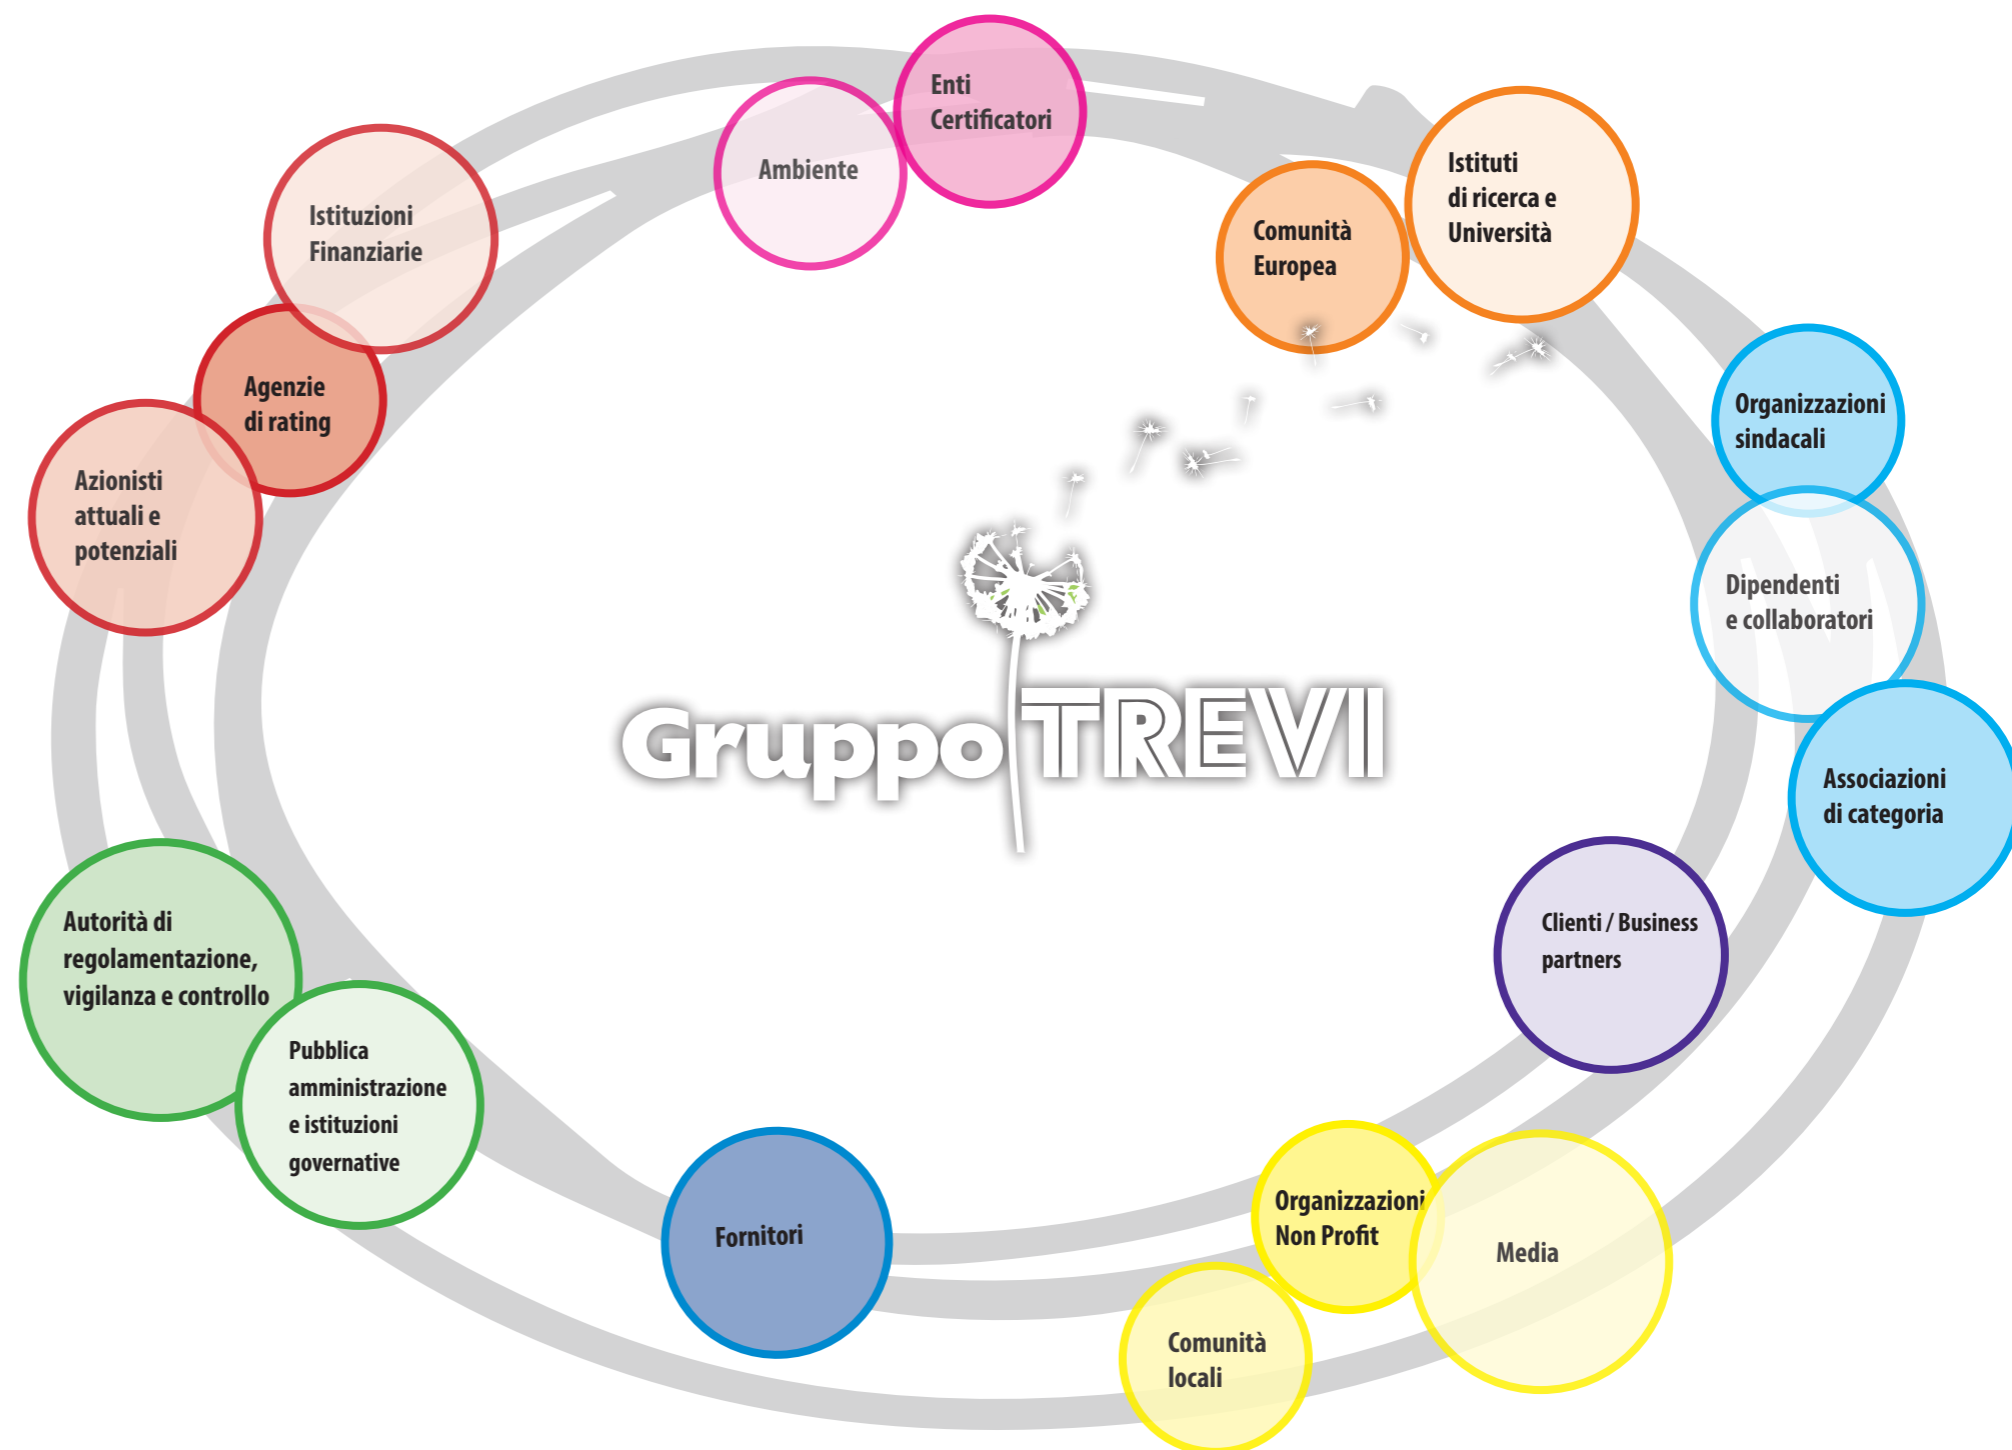 Enti
Certificatori
Ambiente
Istituti
di ricerca e
Università
Comunità
Europea
Istituzioni
Finanziarie
Agenzie
di rating
Azionisti
attuali e
potenziali
Organizzazioni
sindacali
Dipendenti
e collaboratori
Associazioni
di categoria
Gruppo TREVI
Clienti / Business
partners
Autorità di
regolamentazione,
vigilanza e controllo
Pubblica
amministrazione
e istituzioni
governative
Fornitori
Organizzazioni
Non Profit
Media
Comunità
locali